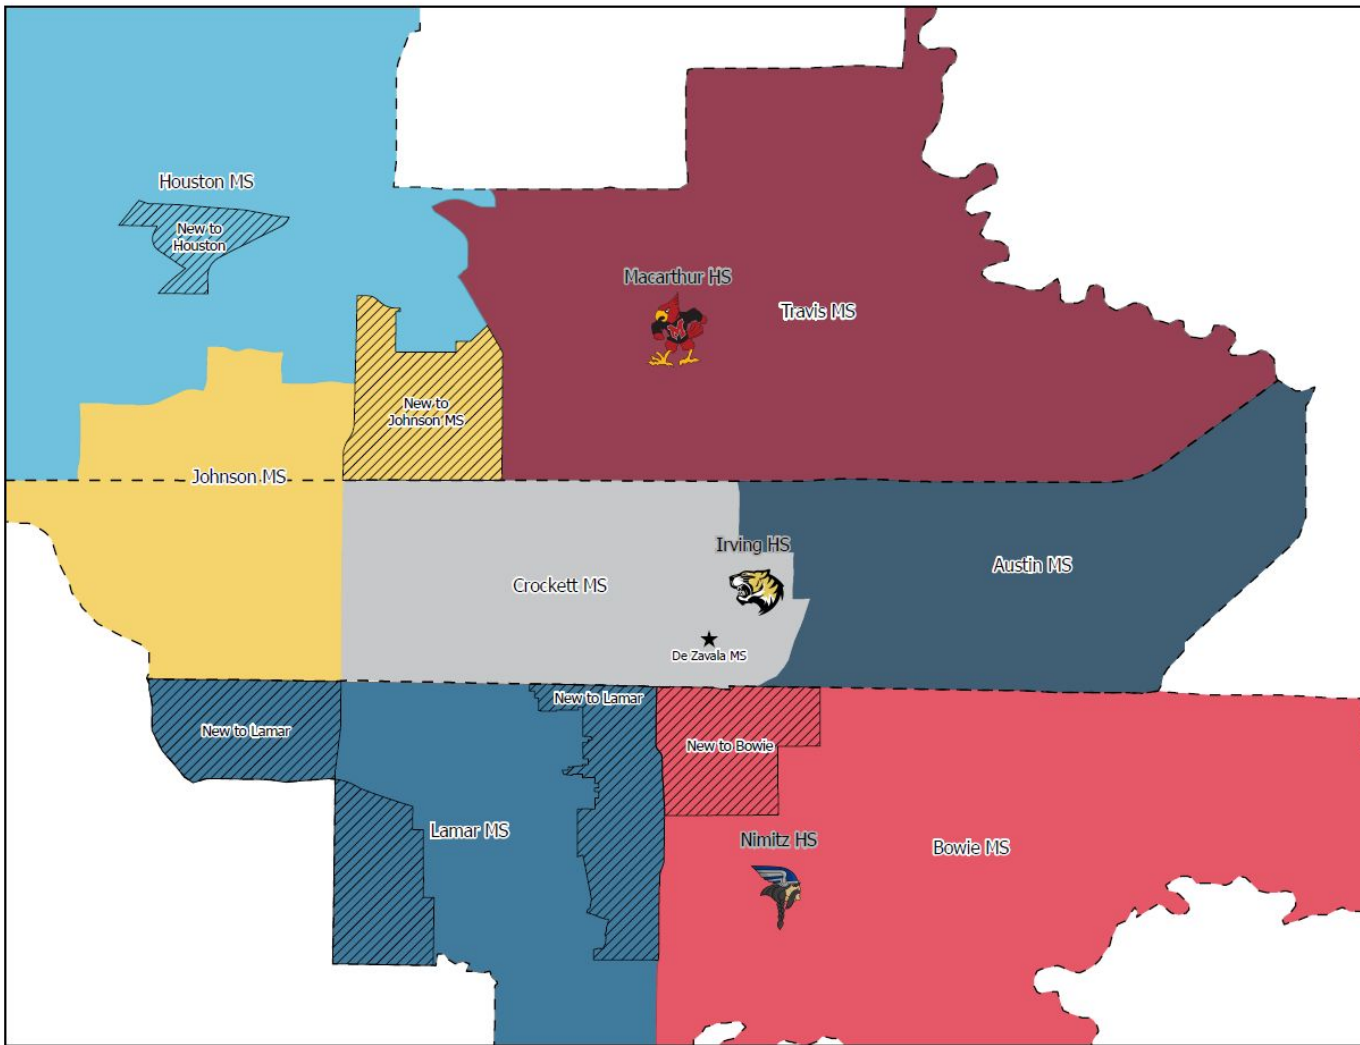 Houston MS
New to
Houston
Macarthur HS
M
Travis MS
New to
Johnson MS
Johnson MS
Irving HS
Austin MS
Crockett MS
De Zavala MS
New to Lamar
New to Lamar
New to Bowie
Lamar MS
Nimitz HS
Bowie MS